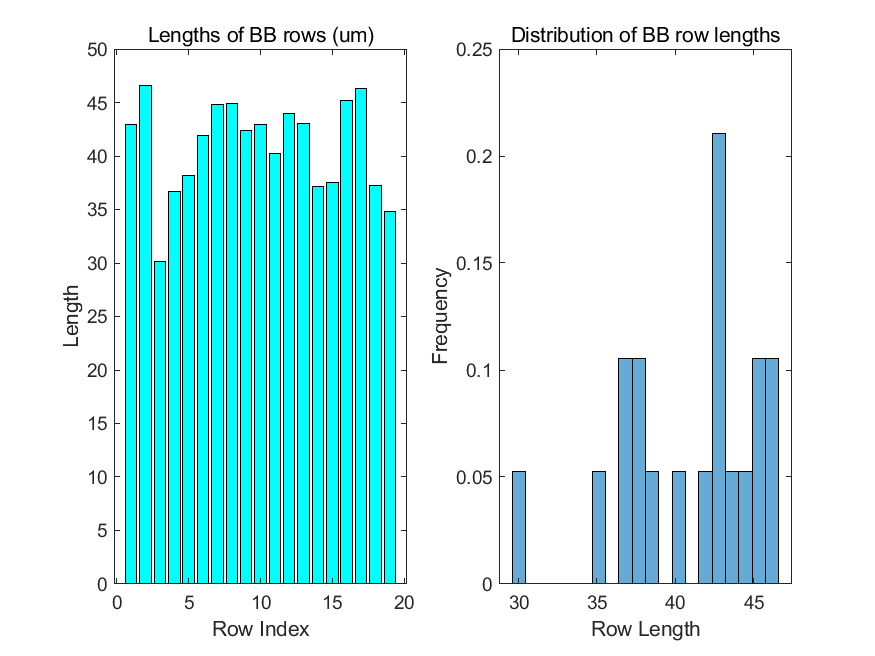 Lengths of BB rows (um)
50
45
40
35
30
25
20
15
10
5
0
Length
0 5 10 15 20
Row Index
Distribution of BB row lengths
0.25
0.2
0.15
0.1
0.05
0
Frequency
30 35 40 45
Row Length